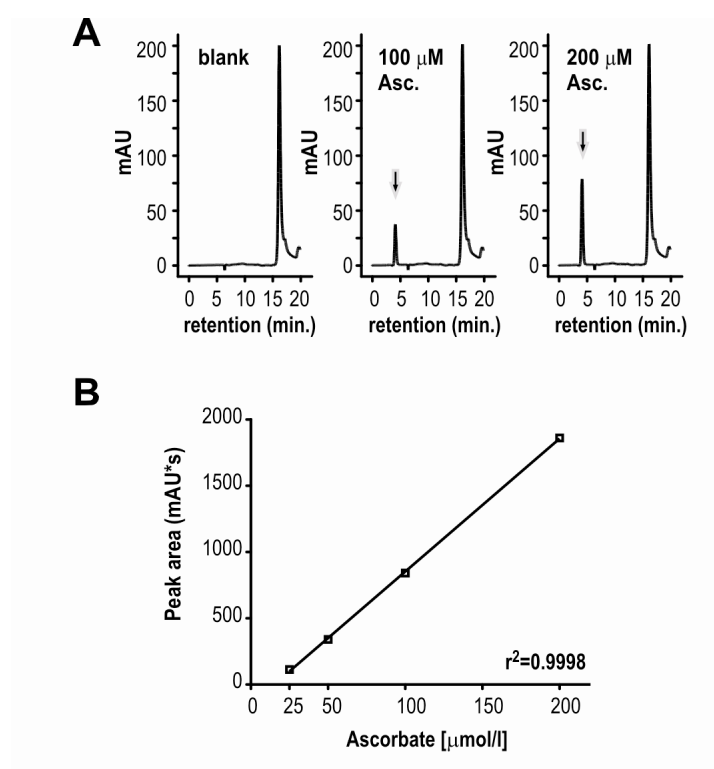 A
200
150
100
50
0
mAU
blank
0 5 10 15 20
retention (min.)
200
150
100
50
0
mAU
100 μM
Asc.
0 5 10 15 20
retention (min.)
200
150
100
50
0
mAU
200 μM
Asc.
0 5 10 15 20
retention (min.)
B
2000
1500
1000
500
0
Peak area (mAU*s)
r²=0.9998
0 25 50 100 150 200
Ascorbate [μmol/l]